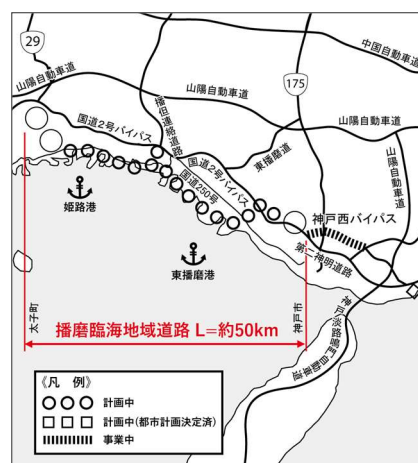 29
中国自動車道
175
山陽自動車道
山陽自動車道
山陽自動車道
山陽自動車道
播但連絡道路
国道2号バイパス
東播磨道
国道2号バイパス
国道250号
神戸西バイパス
第二神明道路
姫路港
東播磨港
太子町
神戸市
播磨臨海地域道路 L=約50km
神戸淡路鳴門自動車道
《凡 例》
計画中
計画中(都市計画決定済)
事業中